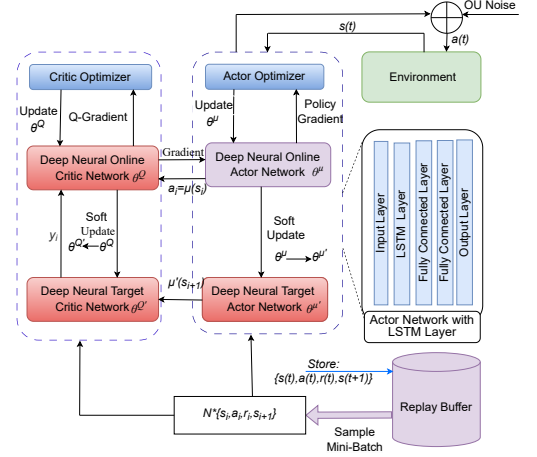 OU Noise
s(t)
a(t)
Critic Optimizer
Actor Optimizer
Environment
Update
θ^Q
Q-Gradient
Update
θ^μ
Policy
Gradient
Deep Neural Online
Critic Network θ^Q
Gradient
a_i=μ(s_i)
Deep Neural Online
Actor Network θ^μ
y_i
Soft
Update
θ^Q' θ^Q
Soft
Update
θ^μ θ^μ'
Deep Neural Target
Critic Network θ^Q'
μ'(s_{i+1})
Deep Neural Target
Actor Network θ^μ'
Input Layer
LSTM Layer
Fully Connected Layer
Fully Connected Layer
Output Layer
Actor Network with
LSTM Layer
N*{s_i,a_i,r_i,s_{i+1}}
Store:
{s(t),a(t),r(t),s(t+1)}
Replay Buffer
Sample
Mini-Batch